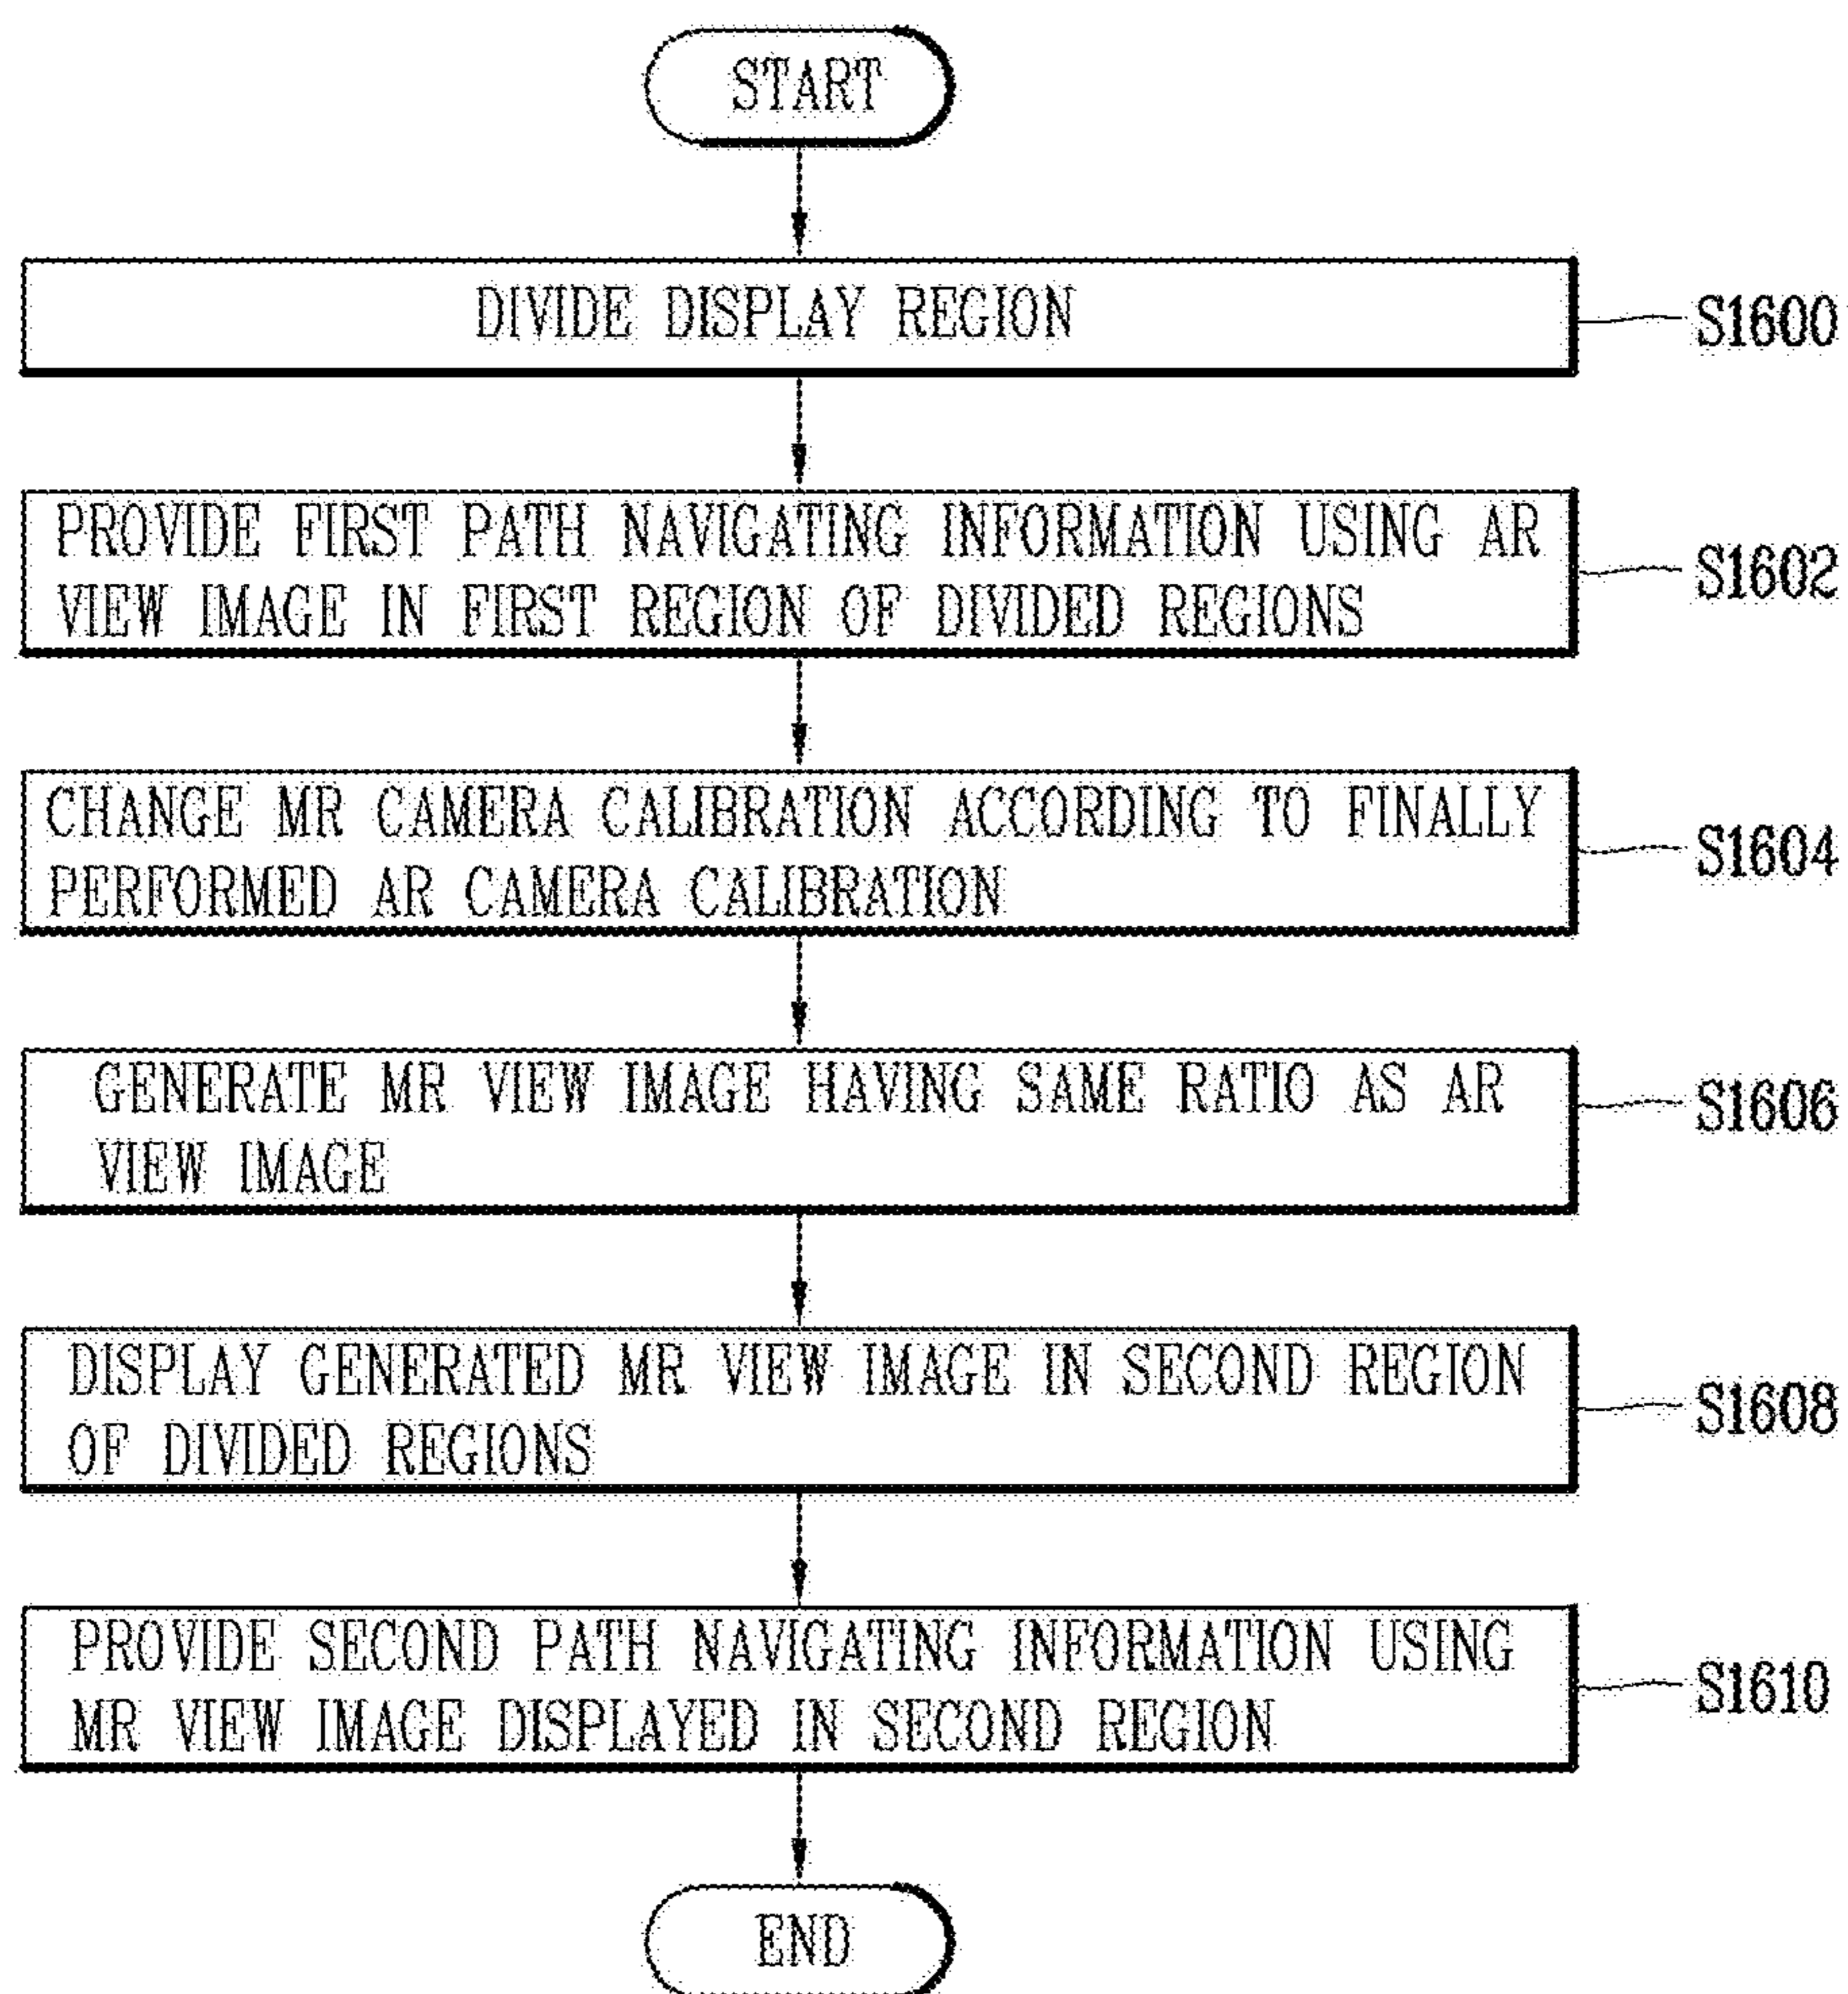 START
DIVIDE DISPLAY REGION
S1600
PROVIDE FIRST PATH NAVIGATING INFORMATION USING AR
VIEW IMAGE IN FIRST REGION OF DIVIDED REGIONS
S1602
CHANGE MR CAMERA CALIBRATION ACCORDING TO FINALLY
PERFORMED AR CAMERA CALIBRATION
S1604
GENERATE MR VIEW IMAGE HAVING SAME RATIO AS AR
VIEW IMAGE
S1606
DISPLAY GENERATED MR VIEW IMAGE IN SECOND REGION
OF DIVIDED REGIONS
S1608
PROVIDE SECOND PATH NAVIGATING INFORMATION USING
MR VIEW IMAGE DISPLAYED IN SECOND REGION
S1610
END